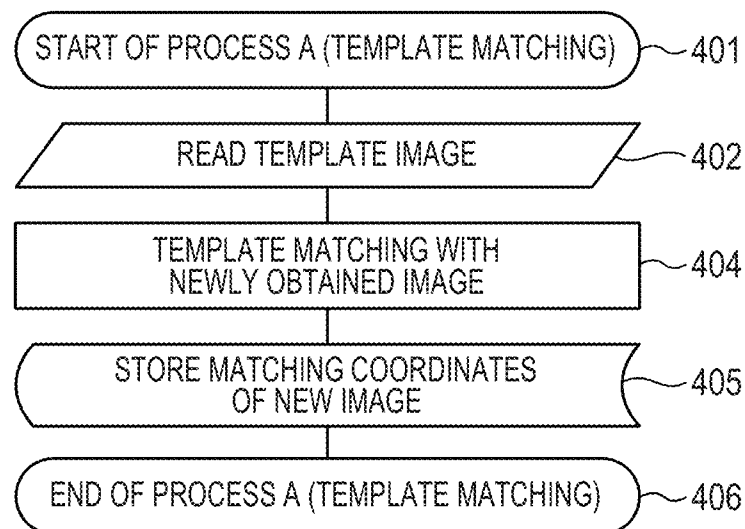 START OF PROCESS A (TEMPLATE MATCHING) 401
READ TEMPLATE IMAGE 402
TEMPLATE MATCHING WITH
NEWLY OBTAINED IMAGE 404
STORE MATCHING COORDINATES
OF NEW IMAGE 405
END OF PROCESS A (TEMPLATE MATCHING) 406